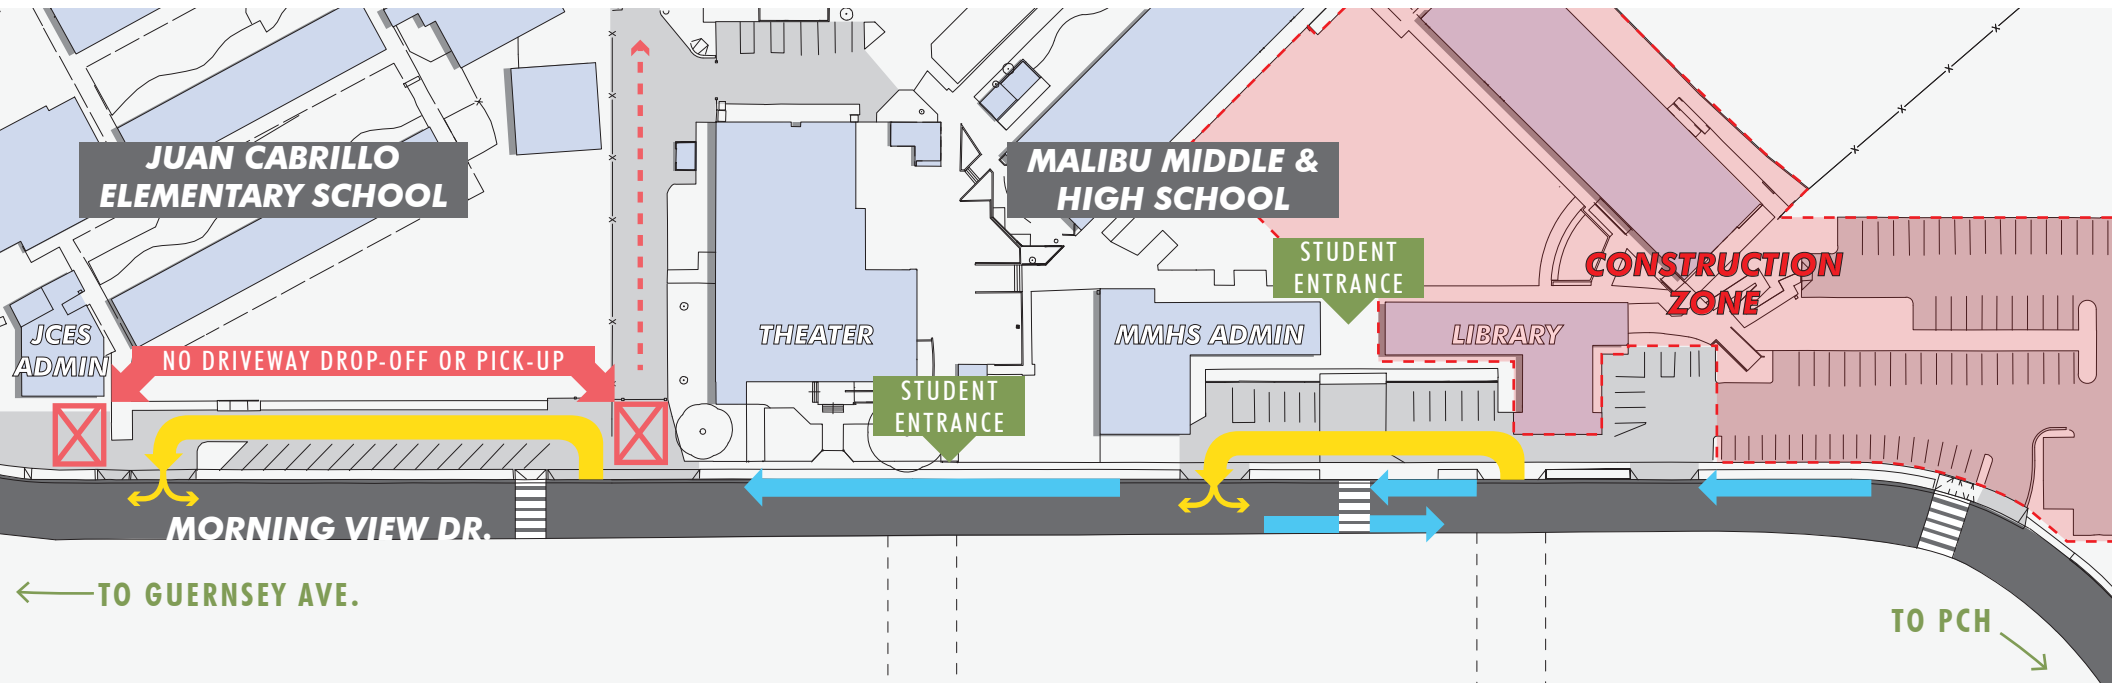 JUAN CABRILLO
ELEMENTARY SCHOOL
MALIBU MIDDLE &
HIGH SCHOOL
STUDENT
ENTRANCE
CONSTRUCTION
ZONE
JCES
ADMIN
THEATER
MMHS ADMIN
LIBRARY
NO DRIVEWAY DROP-OFF OR PICK-UP
STUDENT
ENTRANCE
MORNING VIEW DR.
TO GUERNSEY AVE.
TO PCH